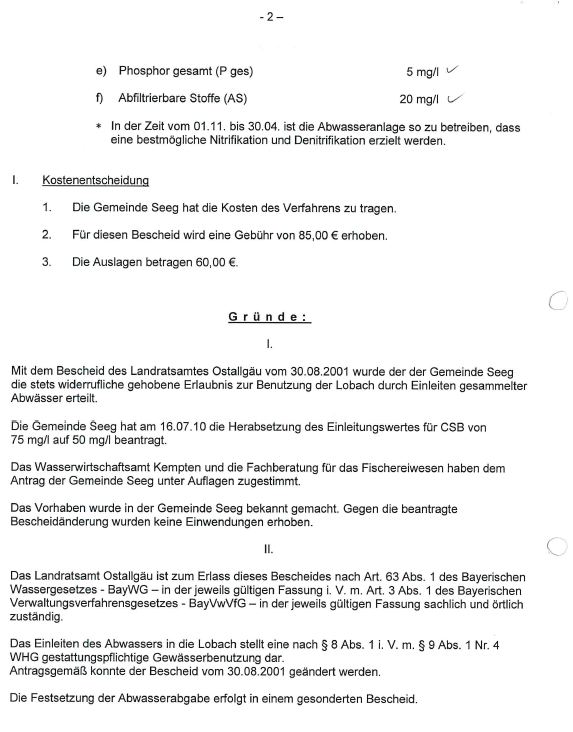 - 2 –
e) Phosphor gesamt (P ges) 5 mg/l
f) Abfiltrierbare Stoffe (AS) 20 mg/l
* In der Zeit vom 01.11. bis 30.04. ist die Abwasseranlage so zu betreiben, dass
eine bestmögliche Nitrifikation und Denitrifikation erzielt werden.
I. Kostenentscheidung
1. Die Gemeinde Seeg hat die Kosten des Verfahrens zu tragen.
2. Für diesen Bescheid wird eine Gebühr von 85,00 € erhoben.
3. Die Auslagen betragen 60,00 €.
G r ü n d e :
I.
Mit dem Bescheid des Landratsamtes Ostallgäu vom 30.08.2001 wurde der der Gemeinde Seeg
die stets widerrufliche gehobene Erlaubnis zur Benutzung der Lobach durch Einleiten gesammelter
Abwässer erteilt.
Die Gemeinde Seeg hat am 16.07.10 die Herabsetzung des Einleitungswertes für CSB von
75 mg/l auf 50 mg/l beantragt.
Das Wasserwirtschaftsamt Kempten und die Fachberatung für das Fischereiwesen haben dem
Antrag der Gemeinde Seeg unter Auflagen zugestimmt.
Das Vorhaben wurde in der Gemeinde Seeg bekannt gemacht. Gegen die beantragte
Bescheidänderung wurden keine Einwendungen erhoben.
II.
Das Landratsamt Ostallgäu ist zum Erlass dieses Bescheides nach Art. 63 Abs. 1 des Bayerischen
Wassergesetzes - BayWG – in der jeweils gültigen Fassung i. V. m. Art. 3 Abs. 1 des Bayerischen
Verwaltungsverfahrensgesetzes - BayVwVfG – in der jeweils gültigen Fassung sachlich und örtlich
zuständig.
Das Einleiten des Abwassers in die Lobach stellt eine nach § 8 Abs. 1 i. V. m. § 9 Abs. 1 Nr. 4
WHG gestattungspflichtige Gewässerbenutzung dar.
Antragsgemäß konnte der Bescheid vom 30.08.2001 geändert werden.
Die Festsetzung der Abwasserabgabe erfolgt in einem gesonderten Bescheid.